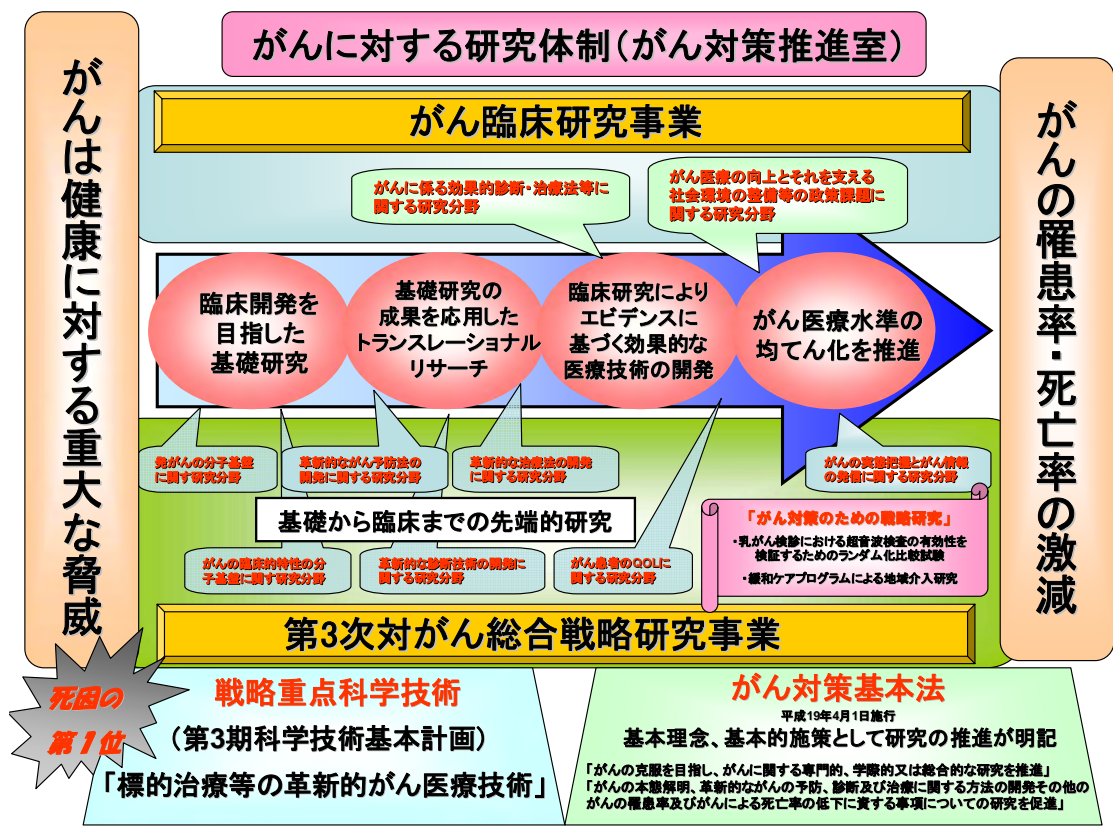 がんに対する研究体制(がん対策推進室)
がんは健康に対する重大な脅威
がんの罹患率・死亡率の激減
がん臨床研究事業
がんに係る効果的診断・治療法等に
関する研究分野
がん医療の向上とそれを支える
社会環境の整備等の政策課題に
関する研究分野
臨床開発を
目指した
基礎研究
基礎研究の
成果を応用した
トランスレーショナル
リサーチ
臨床研究により
エビデンスに
基づく効果的な
医療技術の開発
がん医療水準の
均てん化を推進
発がんの分子基盤
に関す研究分野
革新的ながん予防法の
開発に関する研究分野
革新的な治療法の開発
に関する研究分野
がんの実態把握とがん情報
の発信に関する研究分野
基礎から臨床までの先端的研究
がんの臨床的特性の分
子基盤に関す研究分野
革新的な診断技術の開発に
関する研究分野
がん患者のQOLに
関する研究分野
「がん対策のための戦略研究」
・乳がん検診における超音波検査の有効性を
検証するためのランダム化比較試験
・緩和ケアプログラムによる地域介入研究
第3次対がん総合戦略研究事業
死因の
第1位
戦略重点科学技術
(第3期科学技術基本計画)
「標的治療等の革新的がん医療技術」
がん対策基本法
平成19年4月1日施行
基本理念、基本的施策として研究の推進が明記
「がんの克服を目指し、がんに関する専門的、学際的又は総合的な研究を推進」
「がんの本態解明、革新的ながんの予防、診断及び治療に関する方法の開発その他の
がんの罹患率及びがんによる死亡率の低下に資する事項についての研究を促進」